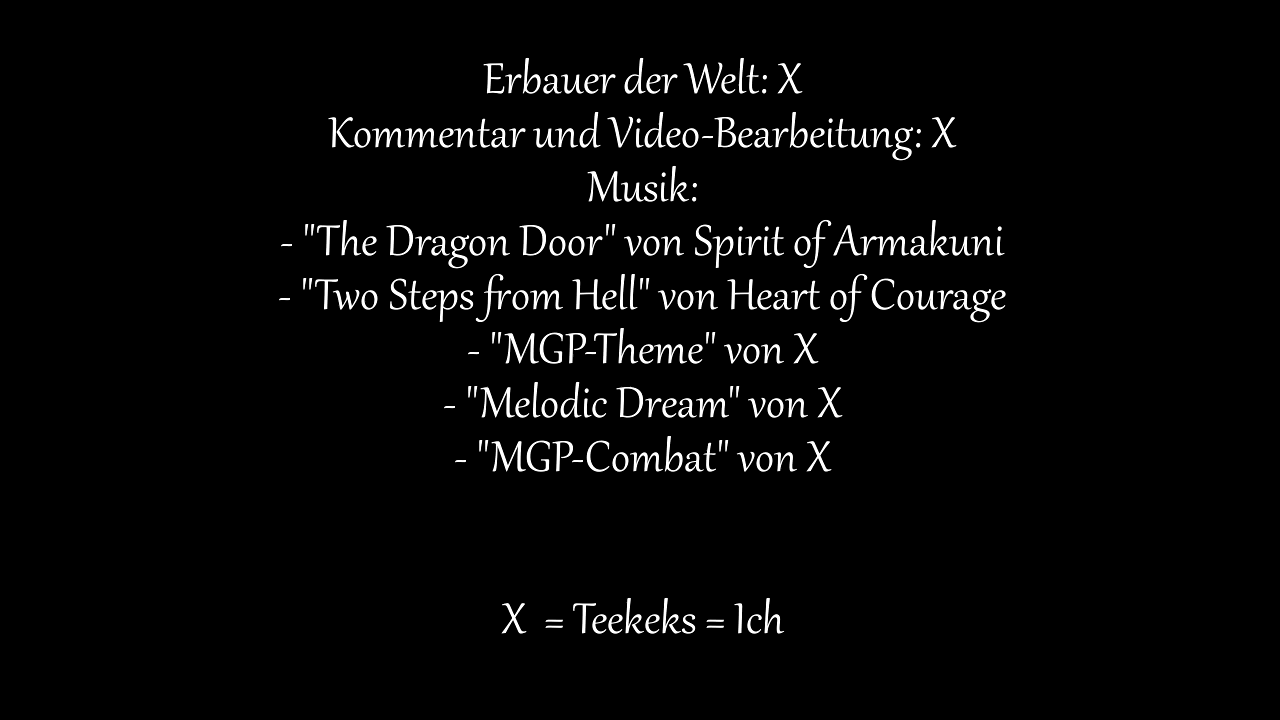 Erbauer der Welt: X
Kommentar und Video-Bearbeitung: X
Musik:
- "The Dragon Door" von Spirit of Armakuni
- "Two Steps from Hell" von Heart of Courage
- "MGP-Theme" von X
- "Melodic Dream" von X
- "MGP-Combat" von X
X = Teekeks = Ich